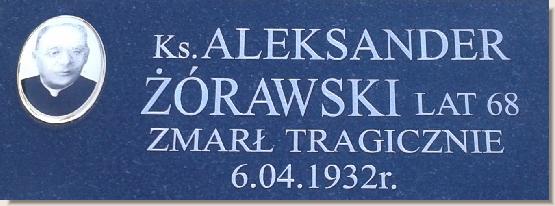 Ks. ALEKSANDER
ŻÓRAWSKI LAT 68
ZMARŁ TRAGICZNIE
6.04.1932r.